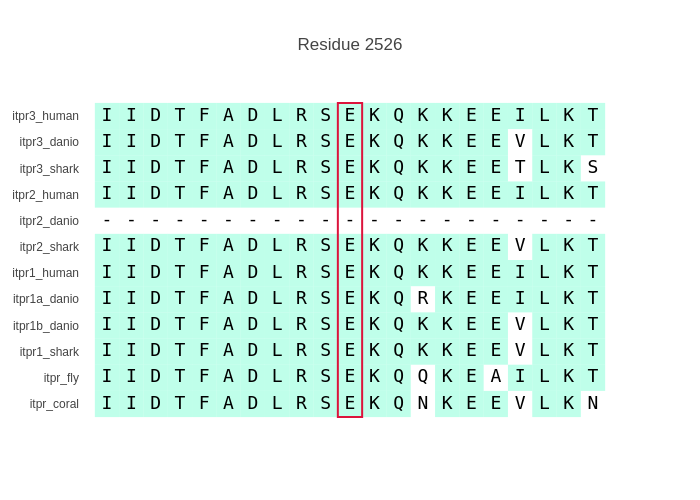 Residue 2526
itpr3_human I I D T F A D L R S E K Q K K E E I L K T
itpr3_danio I I D T F A D L R S E K Q K K E E V L K T
itpr3_shark I I D T F A D L R S E K Q K K E E T L K S
itpr2_human I I D T F A D L R S E K Q K K E E I L K T
itpr2_danio - - - - - - - - - - - - - - - - - - - - -
itpr2_shark I I D T F A D L R S E K Q K K E E V L K T
itpr1_human I I D T F A D L R S E K Q K K E E I L K T
itpr1a_danio I I D T F A D L R S E K Q R K E E I L K T
itpr1b_danio I I D T F A D L R S E K Q K K E E V L K T
itpr1_shark I I D T F A D L R S E K Q K K E E V L K T
itpr_fly I I D T F A D L R S E K Q Q K E A I L K T
itpr_coral I I D T F A D L R S E K Q N K E E V L K N